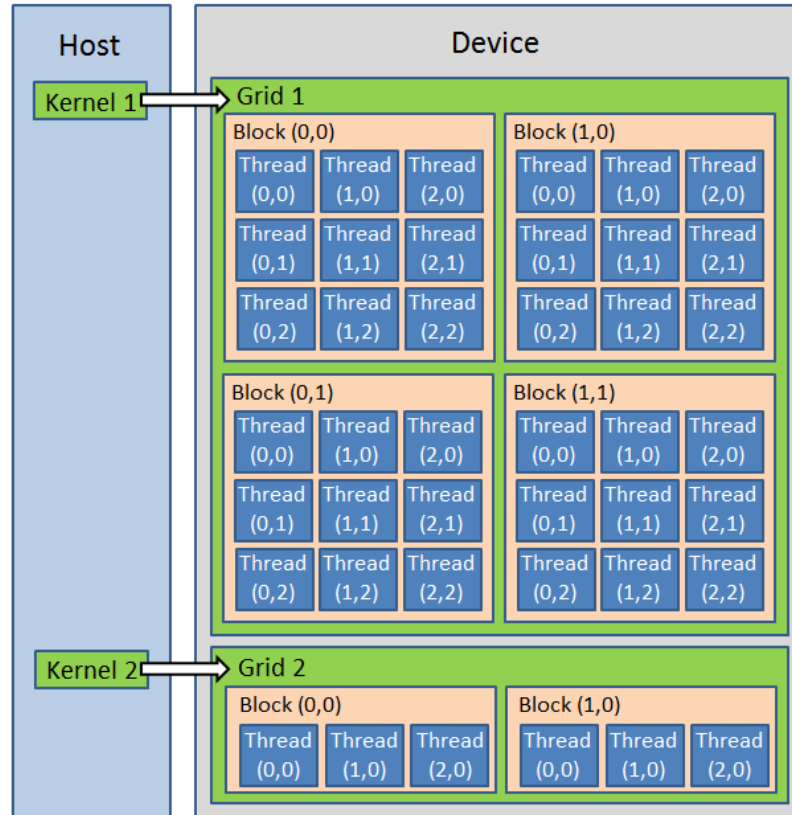 Host
Device
Kernel 1
Grid 1
Block (0,0)
Block (1,0)
Thread Thread Thread Thread Thread Thread
(0,0) (1,0) (2,0) (0,0) (1,0) (2,0)
Thread Thread Thread Thread Thread Thread
(0,1) (1,1) (2,1) (0,1) (1,1) (2,1)
Thread Thread Thread Thread Thread Thread
(0,2) (1,2) (2,2) (0,2) (1,2) (2,2)
Block (0,1)
Block (1,1)
Thread Thread Thread Thread Thread Thread
(0,0) (1,0) (2,0) (0,0) (1,0) (2,0)
Thread Thread Thread Thread Thread Thread
(0,1) (1,1) (2,1) (0,1) (1,1) (2,1)
Thread Thread Thread Thread Thread Thread
(0,2) (1,2) (2,2) (0,2) (1,2) (2,2)
Kernel 2
Grid 2
Block (0,0)
Block (1,0)
Thread Thread Thread Thread Thread Thread
(0,0) (1,0) (2,0) (0,0) (1,0) (2,0)